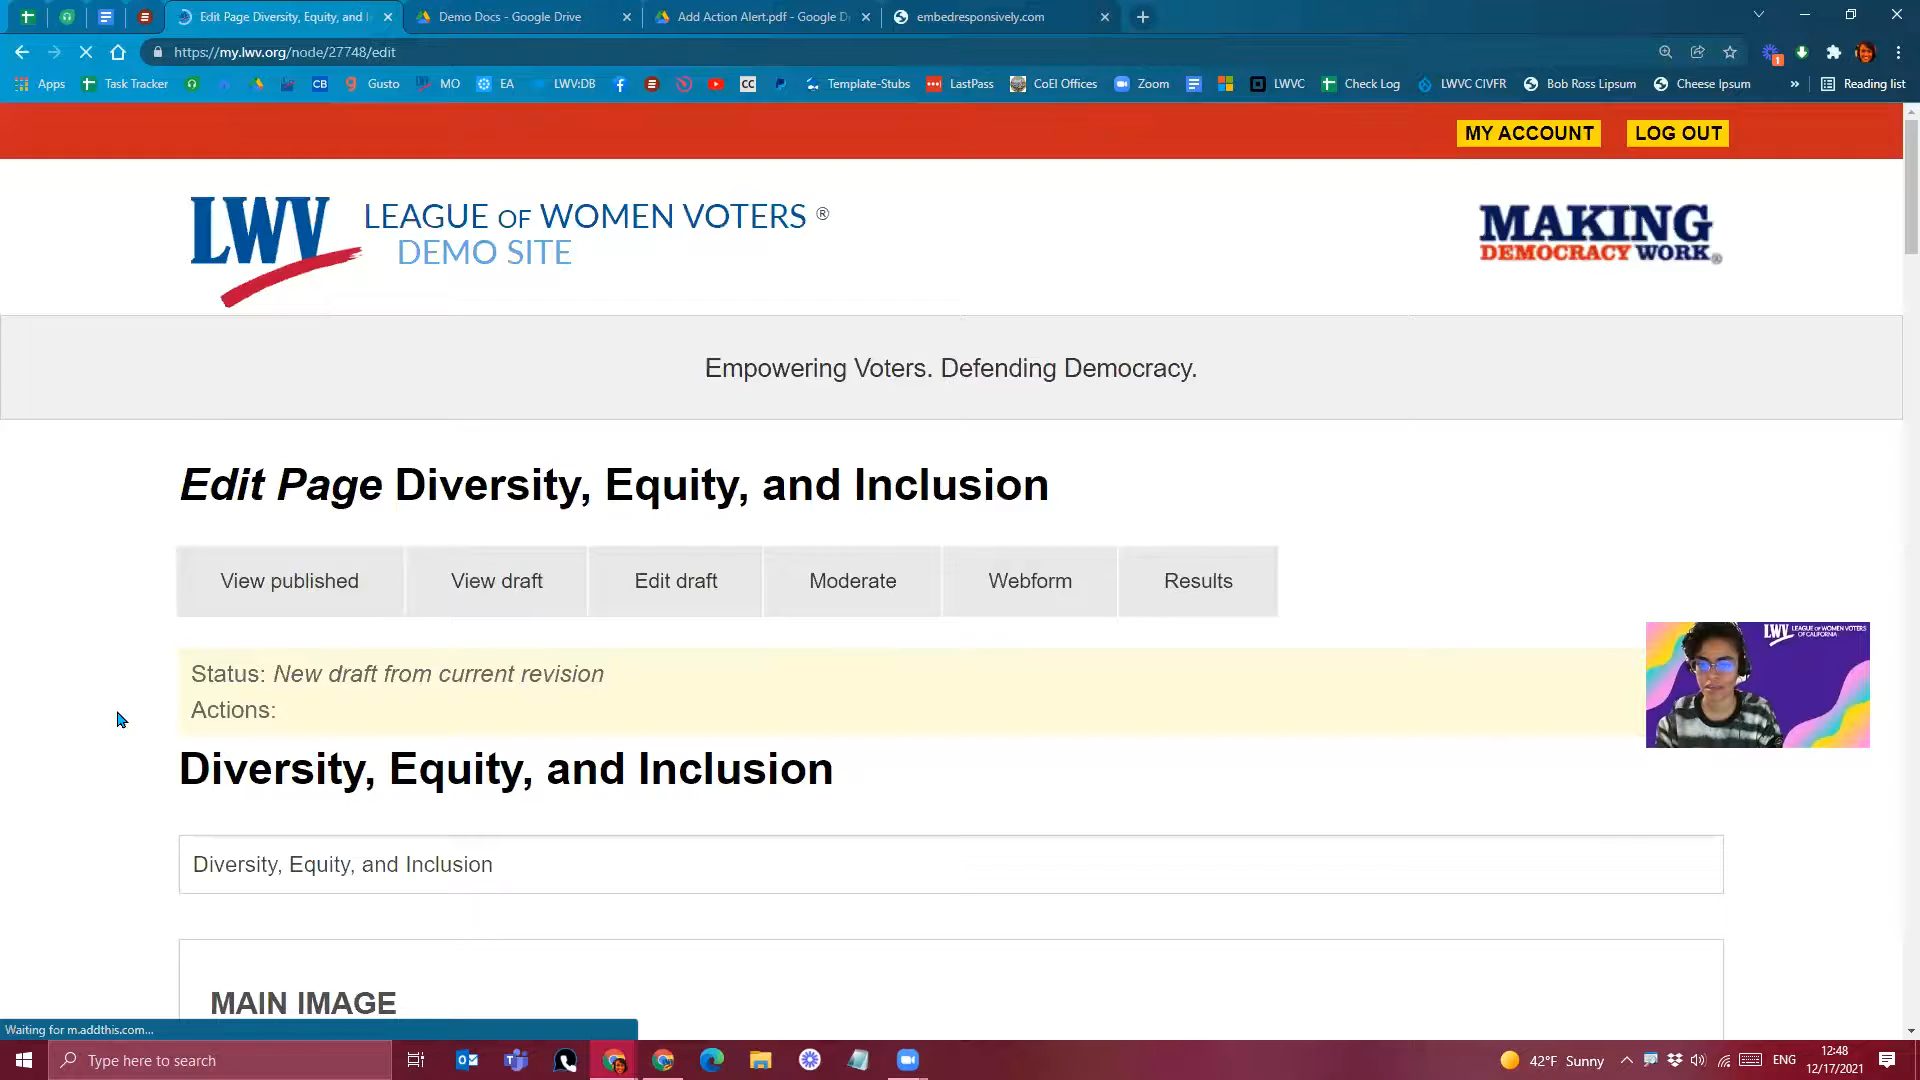 Edit Page Diversity, Equity, and I
Demo Docs - Google Drive
Add Action Alert.pdf - Google D
embedresponsively.com
https://my.lwv.org/node/27748/edit
1
Apps
Task Tracker
CB
Gusto
MO
EA
LWV:DB
CC
Template-Stubs
LastPass
CoEI Offices
Zoom
LWVC
Check Log
LWVC CIVFR
Bob Ross Lipsum
Cheese Ipsum
»
Reading list
MY ACCOUNT
LOG OUT
LWV LEAGUE OF WOMEN VOTERS ®
DEMO SITE
MAKING
DEMOCRACY WORK®
Empowering Voters. Defending Democracy.
Edit Page Diversity, Equity, and Inclusion
View published
View draft
Edit draft
Moderate
Webform
Results
Status: New draft from current revision
Actions:
LWV LEAGUE OF WOMEN VOTERS
OF CALIFORNIA
Diversity, Equity, and Inclusion
Diversity, Equity, and Inclusion
MAIN IMAGE
Waiting for m.addthis.com...
Type here to search
42°F Sunny
ENG
12:48
12/17/2021